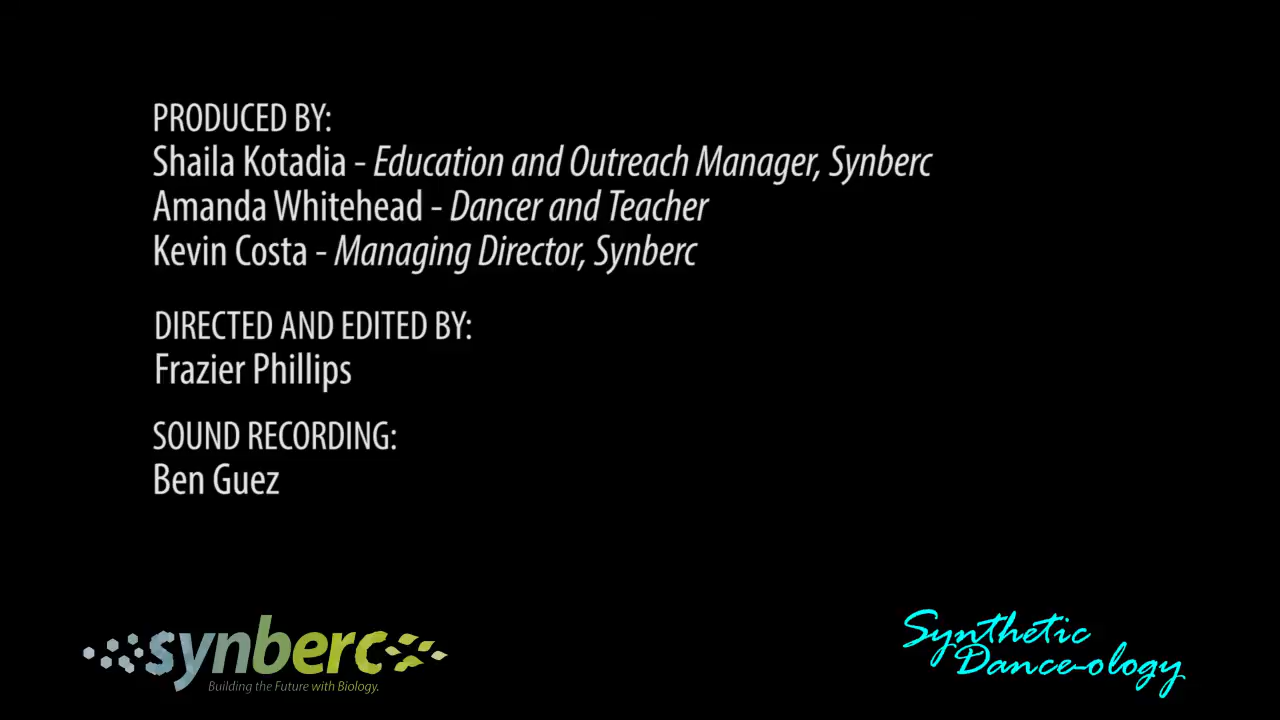 PRODUCED BY:
Shaila Kotadia - Education and Outreach Manager, Synberc
Amanda Whitehead - Dancer and Teacher
Kevin Costa - Managing Director, Synberc
DIRECTED AND EDITED BY:
Frazier Phillips
SOUND RECORDING:
Ben Guez
synberc
Building the Future with Biology.
Synthetic
Dance-ology